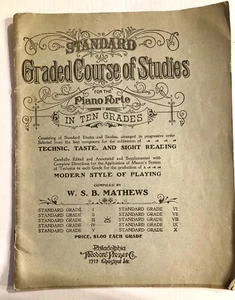 STANDARD
Graded Course of Studies
FOR THE
Piano Forte
IN TEN GRADES
Consisting of Standard Etudes and Studies, arranged in progressive order
Selected from the best composers for the cultivation of
TECHNIC, TASTE, AND SIGHT READING
Carefully Edited and Annotated and Supplemented with
Complete Directions for the Application of Mason's System
of Technics in each Grade for the production of a
MODERN STYLE OF PLAYING
COMPILED BY
W. S. B. MATHEWS
STANDARD GRADE I STANDARD GRADE VI
STANDARD GRADE II STANDARD GRADE VII
STANDARD GRADE III STANDARD GRADE VIII
STANDARD GRADE IV STANDARD GRADE IX
STANDARD GRADE V STANDARD GRADE X
PRICE, $1.00 EACH GRADE
Philadelphia
Theodore Presser Co.
1712 Chestnut Str.